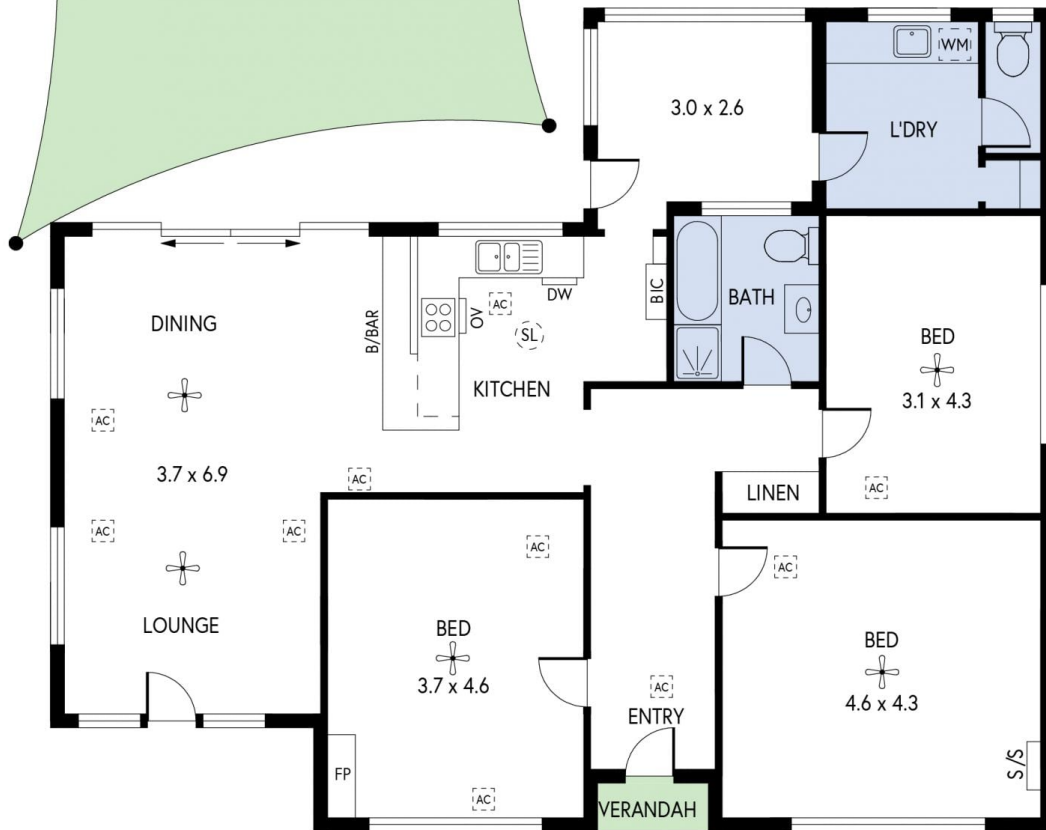 3.0 x 2.6
WM
L'DRY
BIC
BATH
DW
AC
OV
SL
B/BAR
KITCHEN
DINING
AC
3.7 x 6.9
AC
AC
AC
LOUNGE
BED
3.1 x 4.3
AC
LINEN
AC
BED
3.7 x 4.6
FP
AC
AC
ENTRY
VERANDAH
AC
BED
4.6 x 4.3
S/S